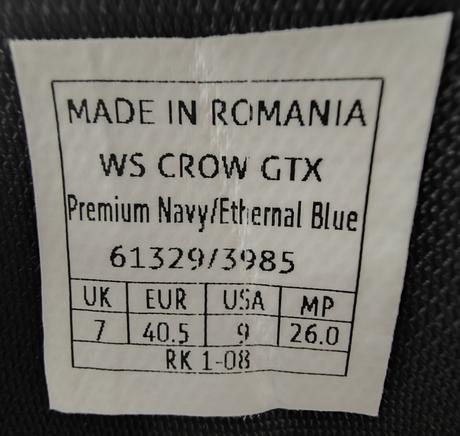 MADE IN ROMANIA
WS CROW GTX
Premium Navy/Ethernal Blue
61329/3985
UK EUR USA MP
7 40.5 9 26.0
RK 1-08